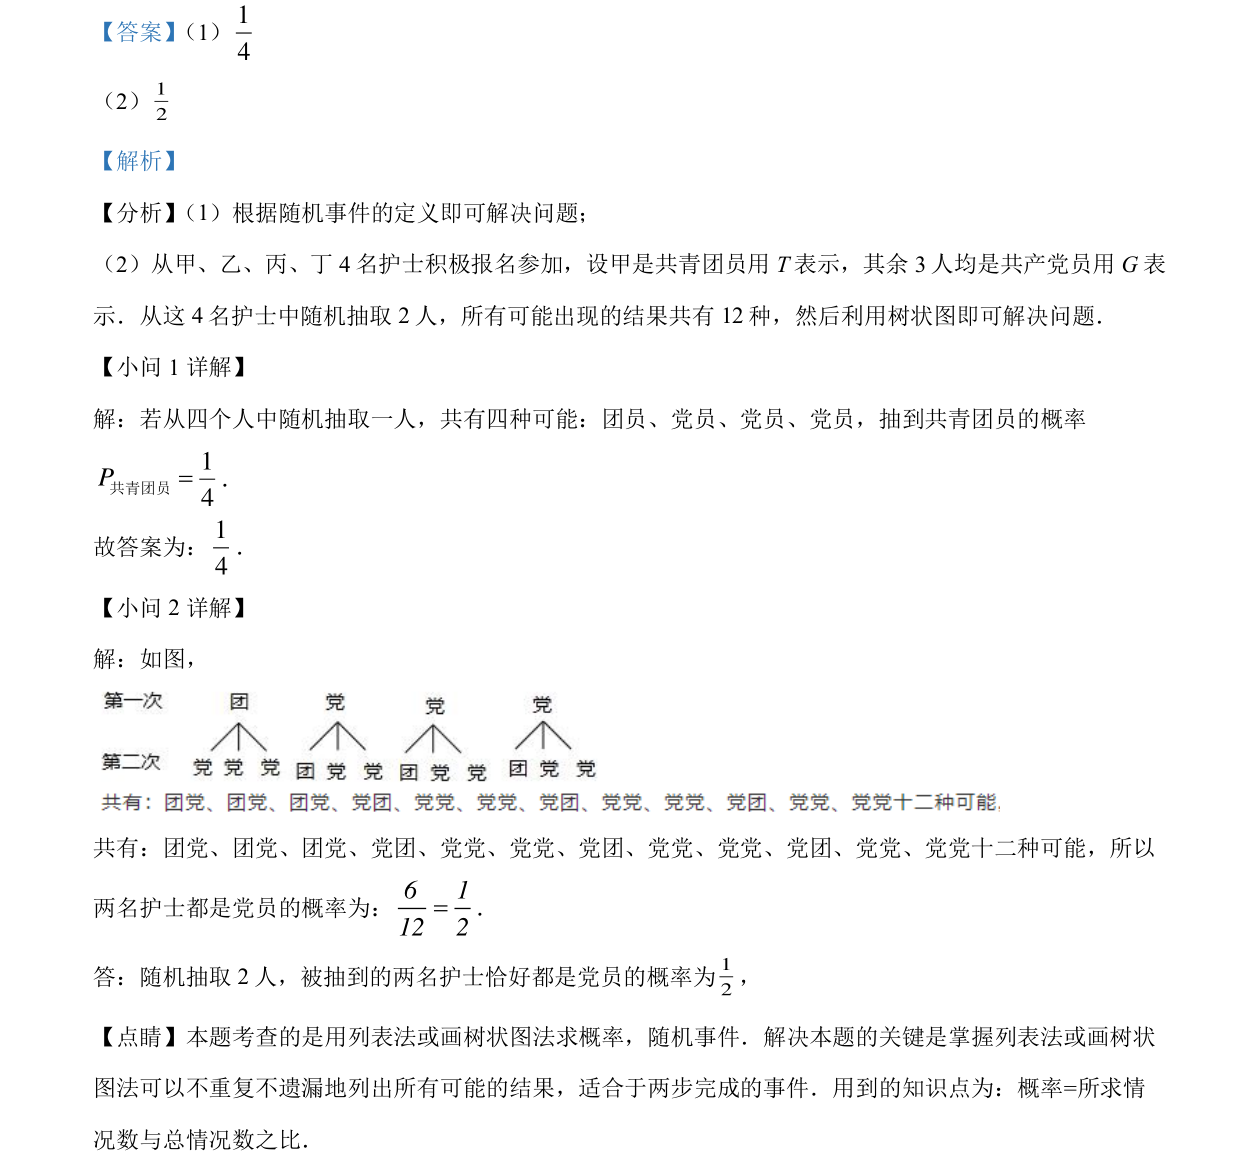 【答案】（1）1/4
（2）1/2
【解析】
【分析】（1）根据随机事件的定义即可解决问题；
（2）从甲、乙、丙、丁 4 名护士积极报名参加，设甲是共青团员用 T 表示，其余 3 人均是共产党员用 G 表
示．从这 4 名护士中随机抽取 2 人，所有可能出现的结果共有 12 种，然后利用树状图即可解决问题．
【小问 1 详解】
解：若从四个人中随机抽取一人，共有四种可能：团员、党员、党员、党员，抽到共青团员的概率
P共青团员 = 1/4．
故答案为：1/4．
【小问 2 详解】
解：如图，
第一次 团 党 党 党
第二次 党 党 党 团 党 党 团 党 党 团 党 党
共有：团党、团党、团党、党团、党党、党党、党团、党党、党党、党团、党党、党党十二种可能,
共有：团党、团党、团党、党团、党党、党党、党团、党党、党党、党团、党党、党党十二种可能，所以
两名护士都是党员的概率为：6/12 = 1/2．
答：随机抽取 2 人，被抽到的两名护士恰好都是党员的概率为1/2，
【点睛】本题考查的是用列表法或画树状图法求概率，随机事件．解决本题的关键是掌握列表法或画树状
图法可以不重复不遗漏地列出所有可能的结果，适合于两步完成的事件．用到的知识点为：概率=所求情
况数与总情况数之比．